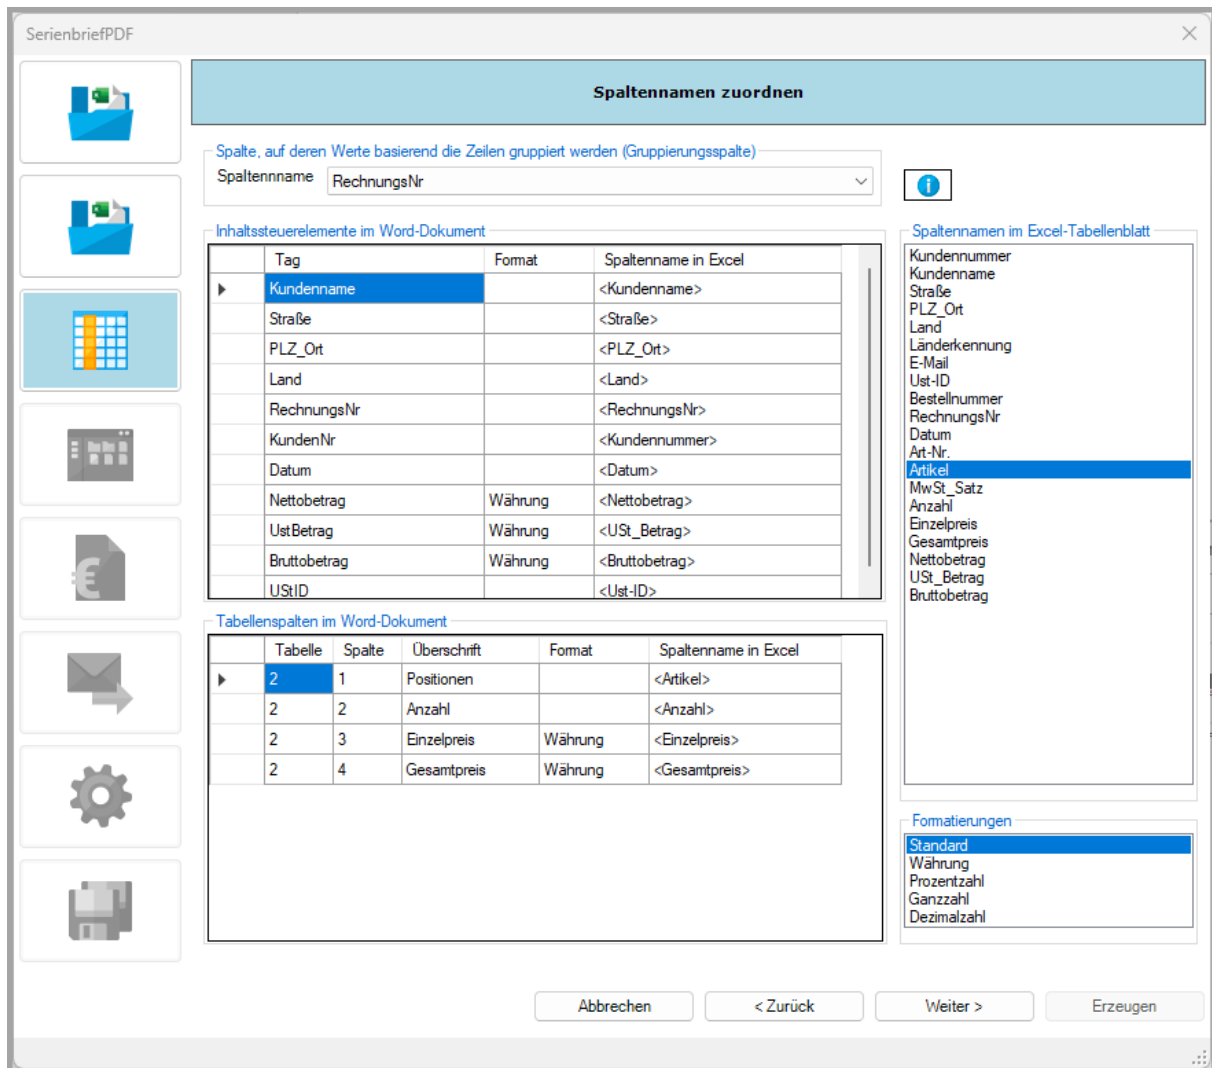 SerienbriefPDF
Spaltennamen zuordnen
Spalte, auf deren Werte basierend die Zeilen gruppiert werden (Gruppierungsspalte)
Spaltennname RechnungsNr
Inhaltssteuerelemente im Word-Dokument
Tag Format Spaltenname in Excel
Kundenname <Kundenname>
Straße <Straße>
PLZ_Ort <PLZ_Ort>
Land <Land>
RechnungsNr <RechnungsNr>
KundenNr <Kundennummer>
Datum <Datum>
Nettobetrag Währung <Nettobetrag>
UstBetrag Währung <USt_Betrag>
Bruttobetrag Währung <Bruttobetrag>
UStID <Ust-ID>
Tabellenspalten im Word-Dokument
Tabelle Spalte Überschrift Format Spaltenname in Excel
2 1 Positionen <Artikel>
2 2 Anzahl <Anzahl>
2 3 Einzelpreis Währung <Einzelpreis>
2 4 Gesamtpreis Währung <Gesamtpreis>
Spaltennamen im Excel-Tabellenblatt
Kundennummer
Kundenname
Straße
PLZ_Ort
Land
Länderkennung
E-Mail
Ust-ID
Bestellnummer
RechnungsNr
Datum
Art-Nr.
Artikel
MwSt_Satz
Anzahl
Einzelpreis
Gesamtpreis
Nettobetrag
USt_Betrag
Bruttobetrag
Formatierungen
Standard
Währung
Prozentzahl
Ganzzahl
Dezimalzahl
Abbrechen < Zurück Weiter > Erzeugen